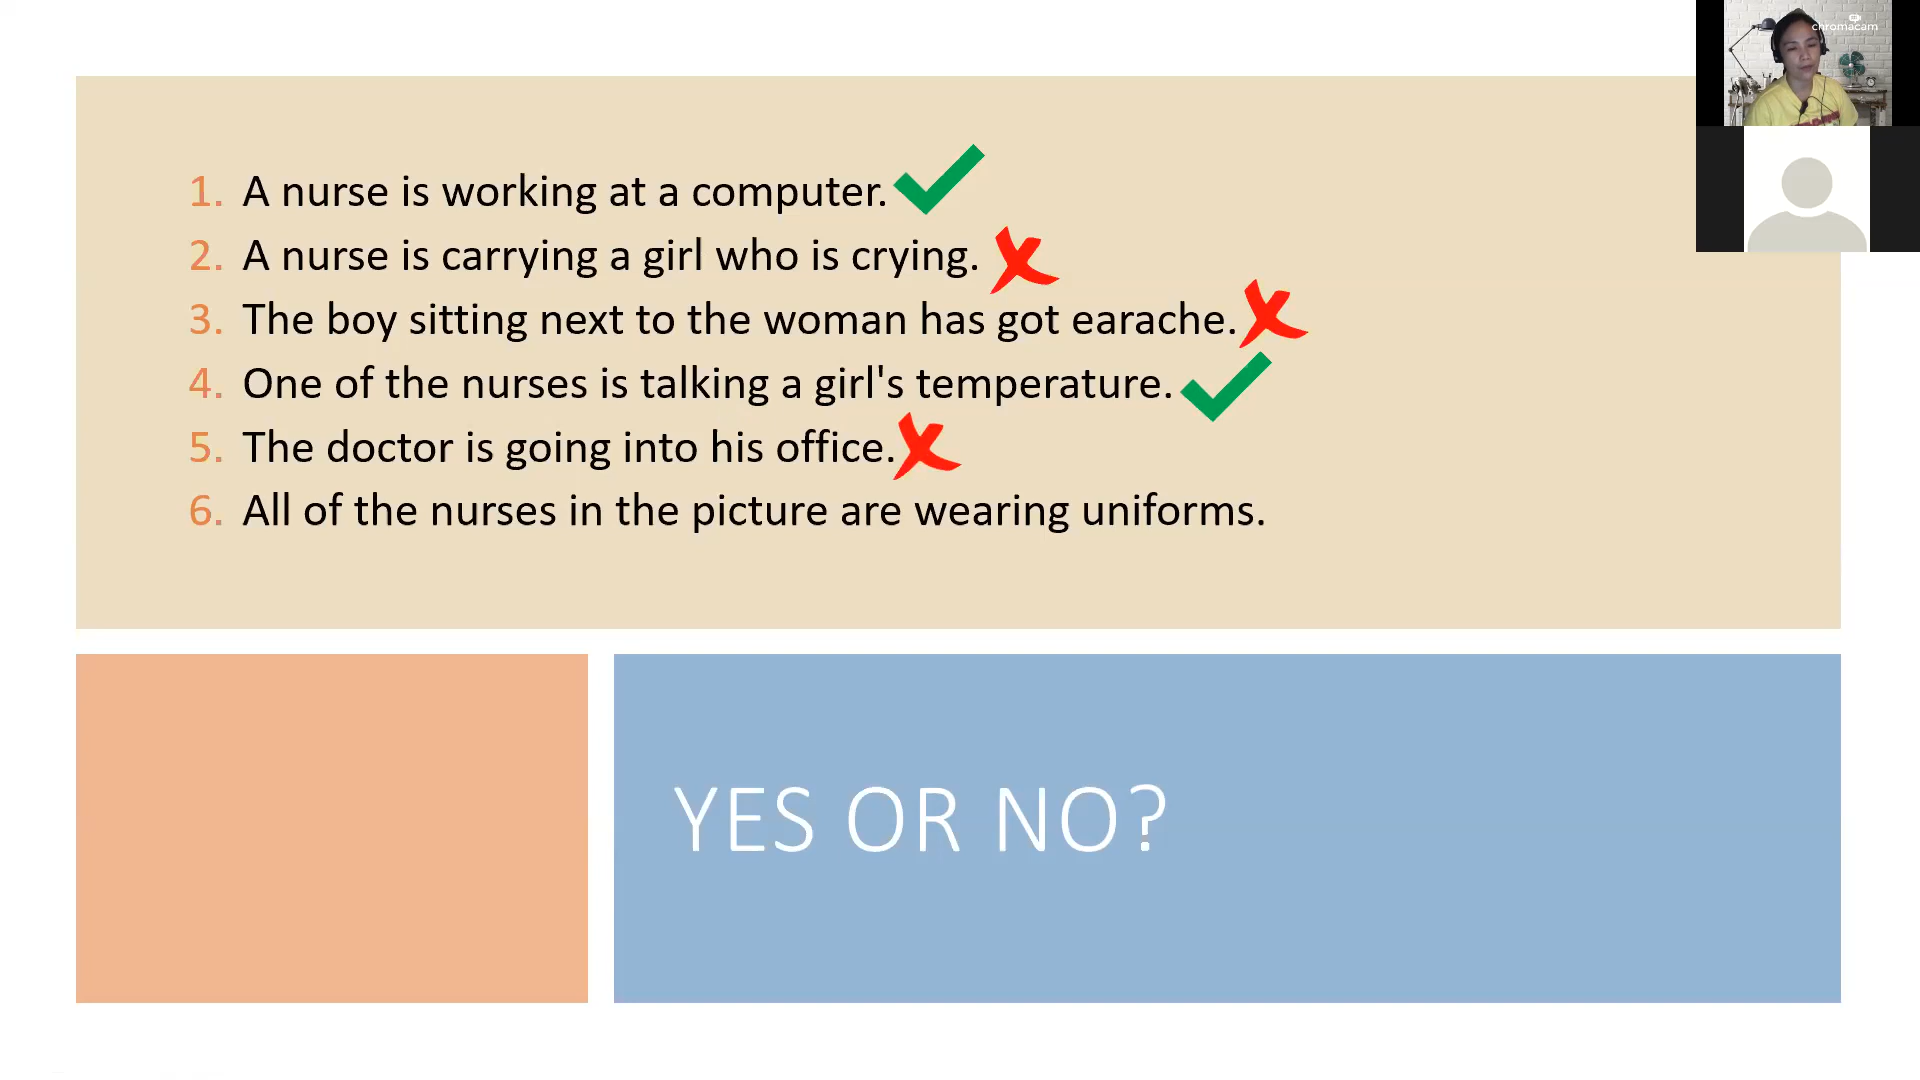 chromacam
1. A nurse is working at a computer.
2. A nurse is carrying a girl who is crying.
3. The boy sitting next to the woman has got earache.
4. One of the nurses is talking a girl's temperature.
5. The doctor is going into his office.
6. All of the nurses in the picture are wearing uniforms.
YES OR NO?